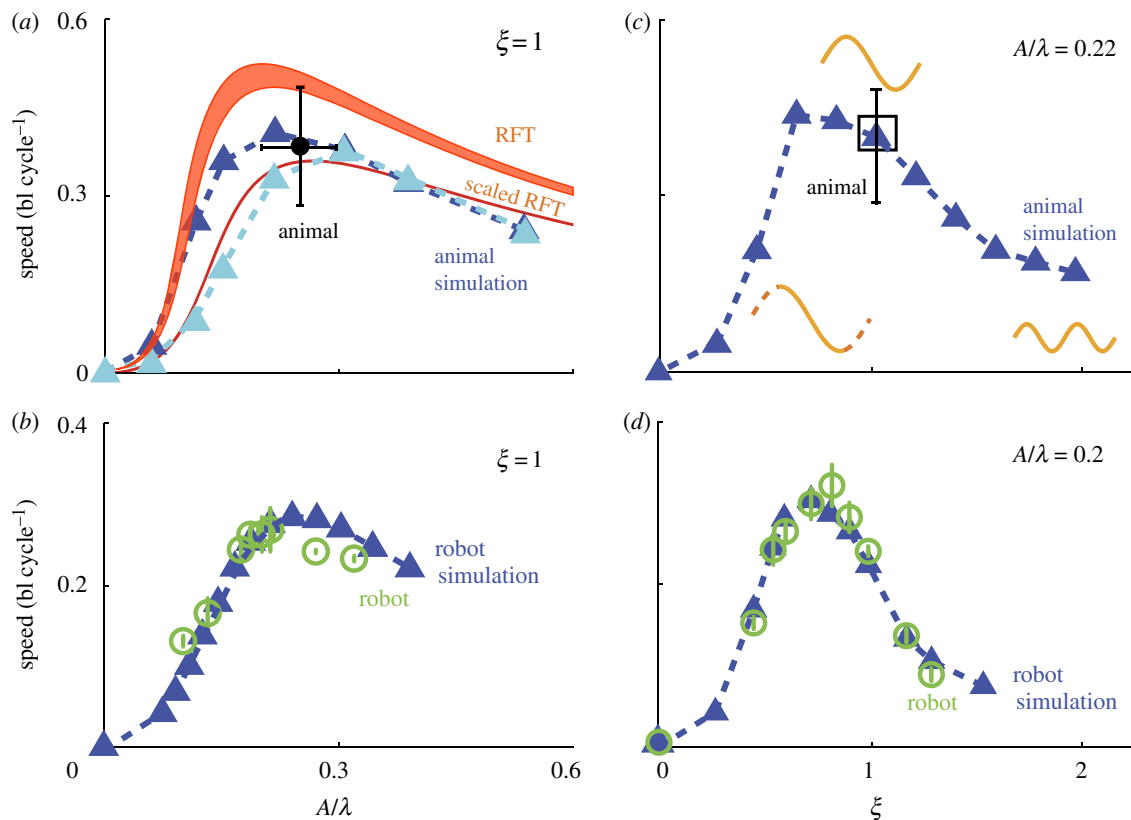 (a)
0.6
ξ = 1
RFT
scaled RFT
0.3
animal
animal
simulation
speed (bl cycle⁻¹)
0
(c)
A/λ = 0.22
animal
animal
simulation
(b)
0.4
ξ = 1
0.2
robot
simulation
robot
speed (bl cycle⁻¹)
0
0.3
0.6
A/λ
(d)
A/λ = 0.2
robot
simulation
robot
0
1
2
ξ